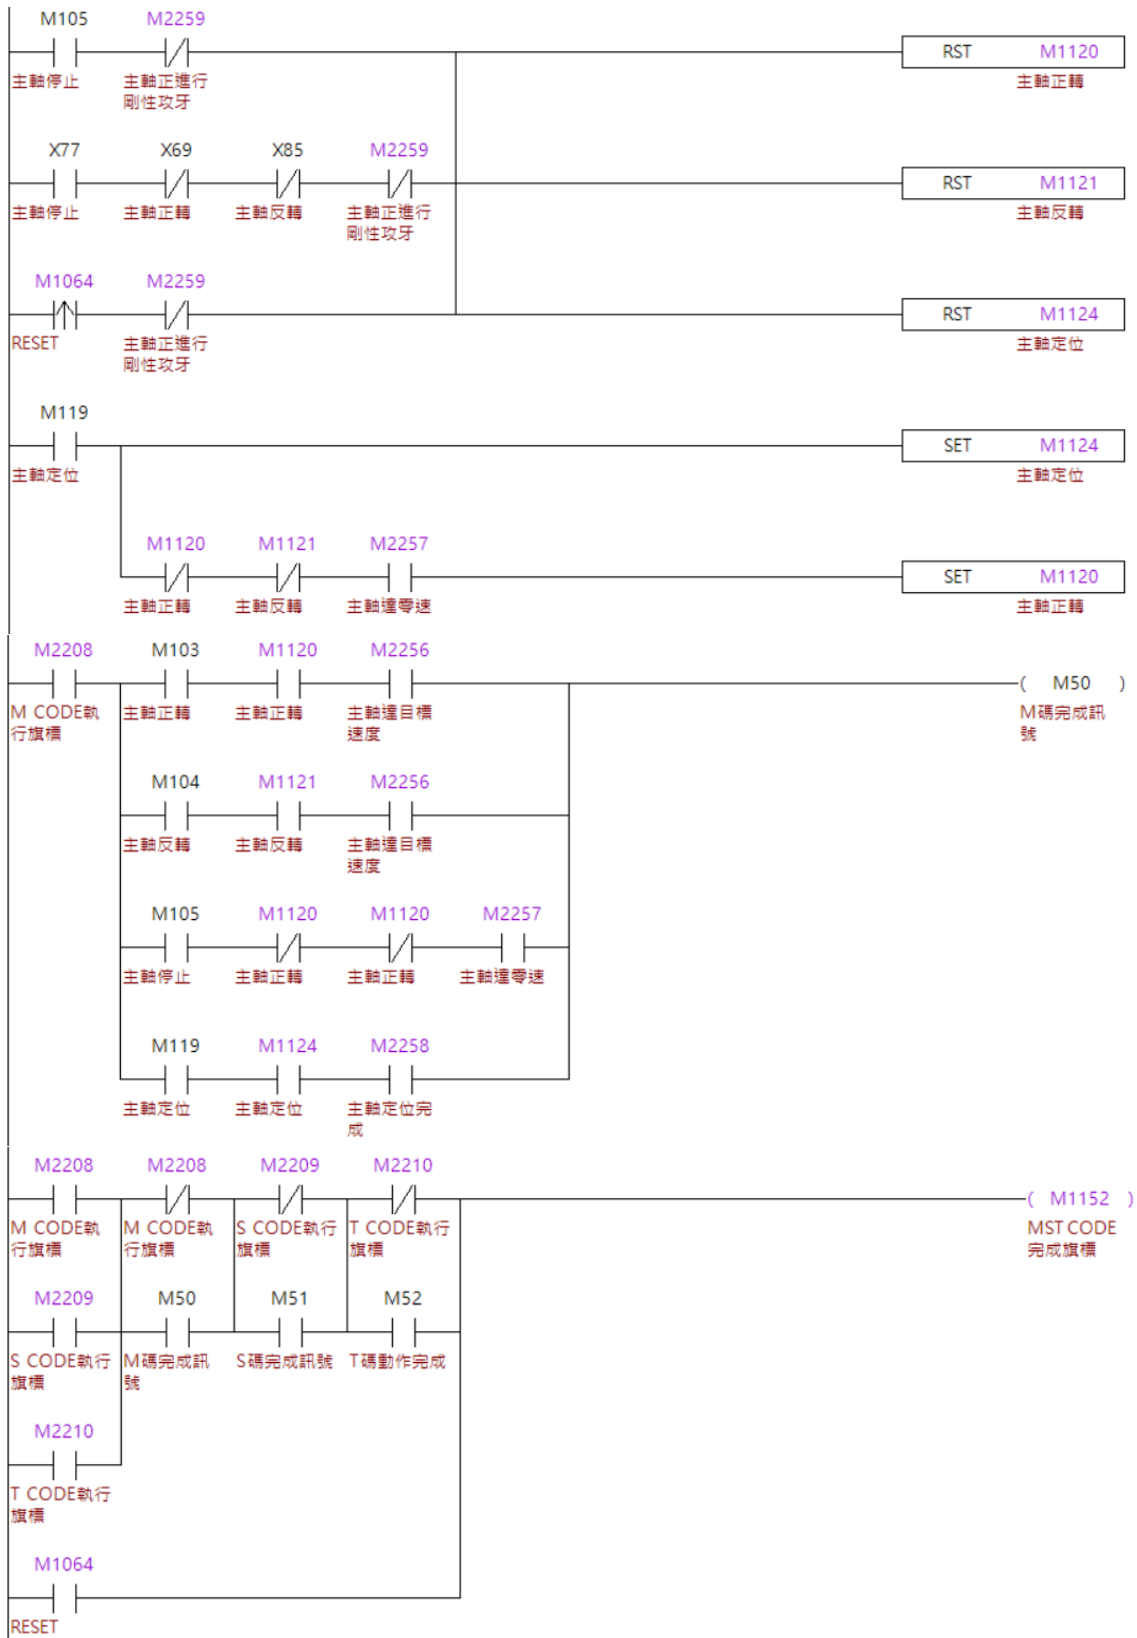 M105 M2259
RST M1120
主軸停止 主軸正進行 主軸正轉
剛性攻牙
X77 X69 X85 M2259
RST M1121
主軸停止 主軸正轉 主軸反轉 主軸正進行 主軸反轉
剛性攻牙
M1064 M2259
RST M1124
RESET 主軸正進行 主軸定位
剛性攻牙
M119
SET M1124
主軸定位 主軸定位
M1120 M1121 M2257
SET M1120
主軸正轉 主軸反轉 主軸達零速 主軸正轉
M2208 M103 M1120 M2256
( M50 )
M CODE執 主軸正轉 主軸正轉 主軸達目標 M碼完成訊
行旗標 速度 號
M104 M1121 M2256
主軸反轉 主軸反轉 主軸達目標
速度
M105 M1120 M1120 M2257
主軸停止 主軸正轉 主軸正轉 主軸達零速
M119 M1124 M2258
主軸定位 主軸定位 主軸定位完
成
M2208 M2208 M2209 M2210
( M1152 )
M CODE執 M CODE執 S CODE執行 T CODE執行 MST CODE
行旗標 行旗標 旗標 旗標 完成旗標
M2209 M50 M51 M52
S CODE執行 M碼完成訊 S碼完成訊號 T碼動作完成
旗標 號
M2210
T CODE執行
旗標
M1064
RESET